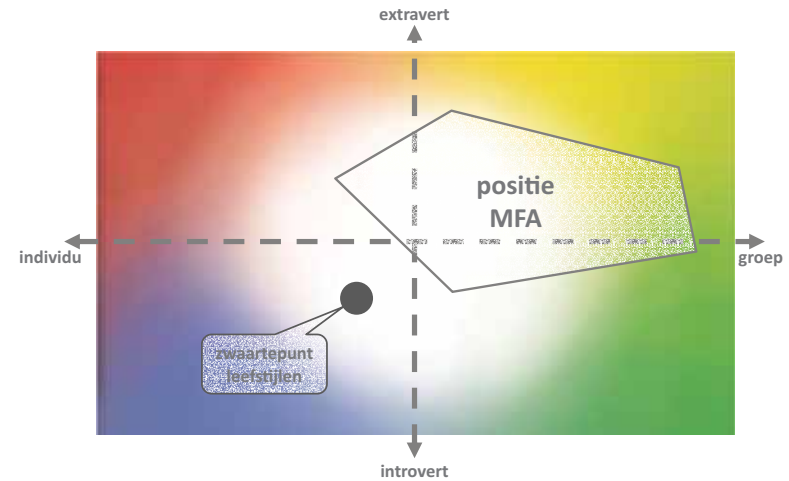 extravert
positie
MFA
individu
groep
zwaartepunt
leefstijlen
introvert